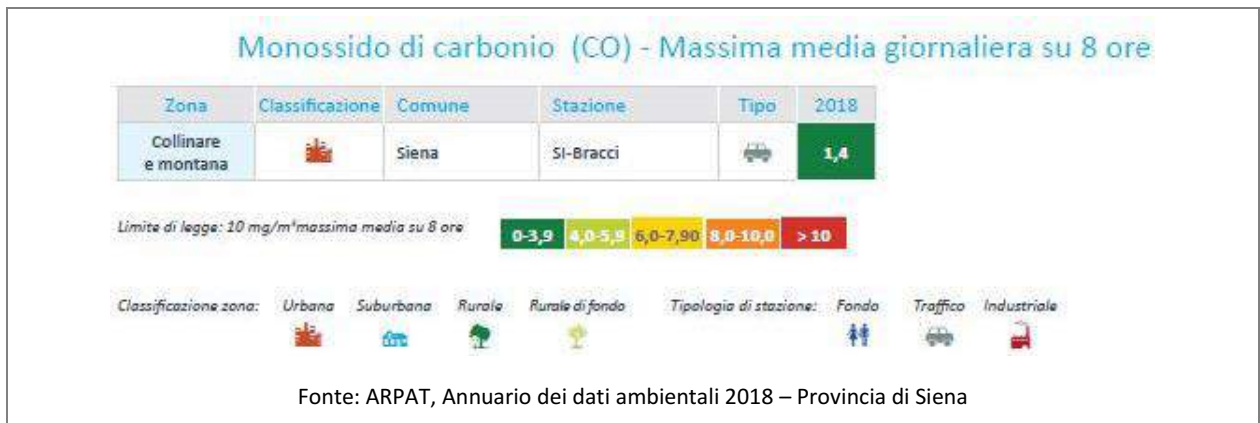 Monossido di carbonio (CO) - Massima media giornaliera su 8 ore
Zona Classificazione Comune Stazione Tipo 2018
Collinare
e montana
Siena SI-Bracci 1,4
Limite di legge: 10 mg/m³massima media su 8 ore 0-3,9 4,0-5,9 6,0-7,90 8,0-10,0 > 10
Classificazione zona: Urbana Suburbana Rurale Rurale di fondo Tipologia di stazione: Fondo Traffico Industriale
Fonte: ARPAT, Annuario dei dati ambientali 2018 – Provincia di Siena